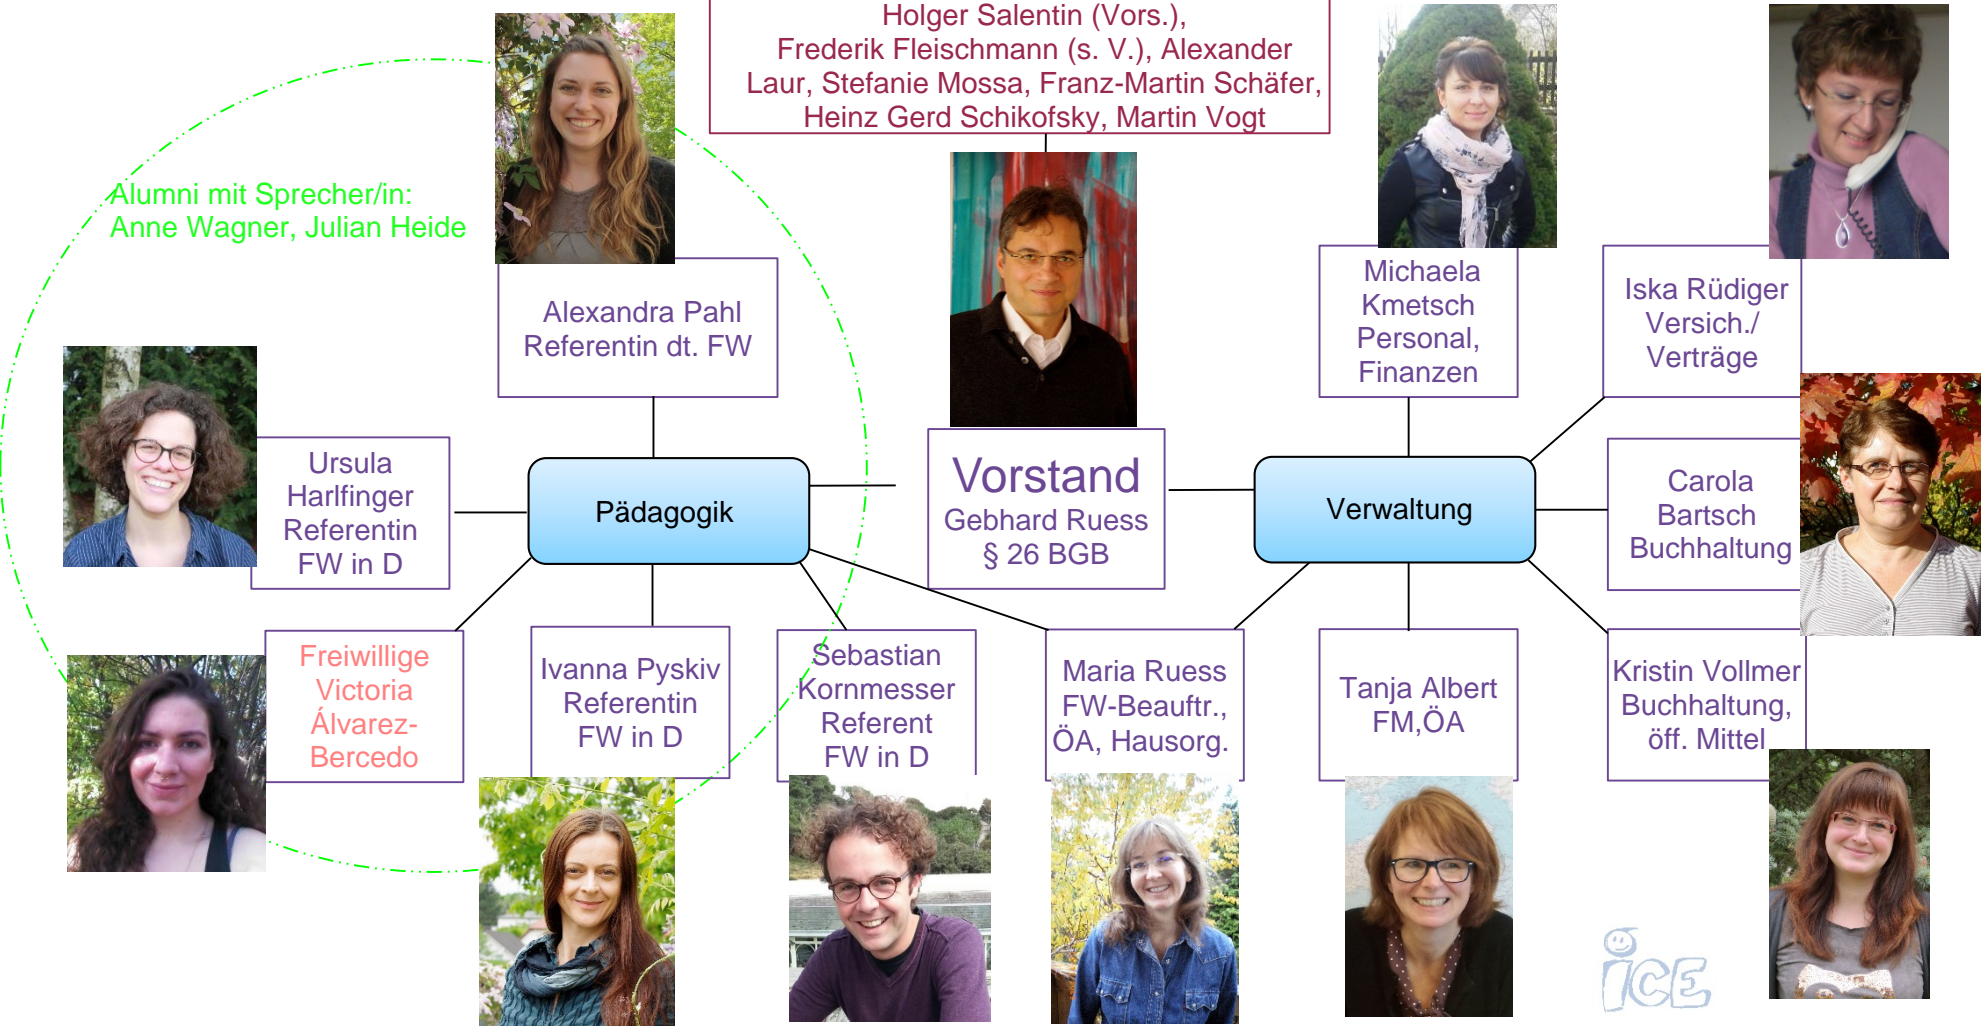 Holger Salentin (Vors.),
Frederik Fleischmann (s. V.), Alexander
Laur, Stefanie Mossa, Franz-Martin Schäfer,
Heinz Gerd Schikofsky, Martin Vogt
Alumni mit Sprecher/in:
Anne Wagner, Julian Heide
Alexandra Pahl
Referentin dt. FW
Michaela
Kmetsch
Personal,
Finanzen
Iska Rüdiger
Versich./
Verträge
Ursula
Harlfinger
Referentin
FW in D
Pädagogik
Vorstand
Gebhard Ruess
§ 26 BGB
Verwaltung
Carola
Bartsch
Buchhaltung
Freiwillige
Victoria
Álvarez-
Bercedo
Ivanna Pyskiv
Referentin
FW in D
Sebastian
Kornmesser
Referent
FW in D
Maria Ruess
FW-Beauftr.,
ÖA, Hausorg.
Tanja Albert
FM,ÖA
Kristin Vollmer
Buchhaltung,
öff. Mittel
ICE